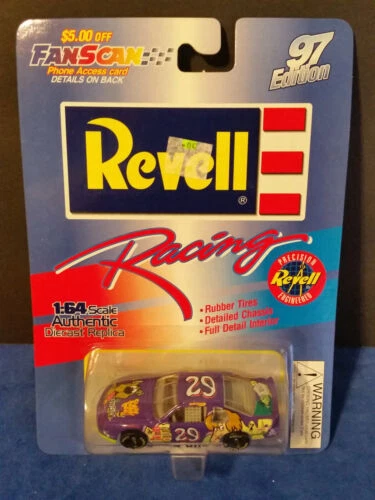 $5.00 OFF
FANSCAN
Phone Access card
DETAILS ON BACK
97
Edition
Revell
®
Racing
PRECISION
Revell
ENGINEERED
1:64 Scale
Authentic
Diecast Replica
• Rubber Tires
• Detailed Chassis
• Full Detail Interior
WARNING
29
29